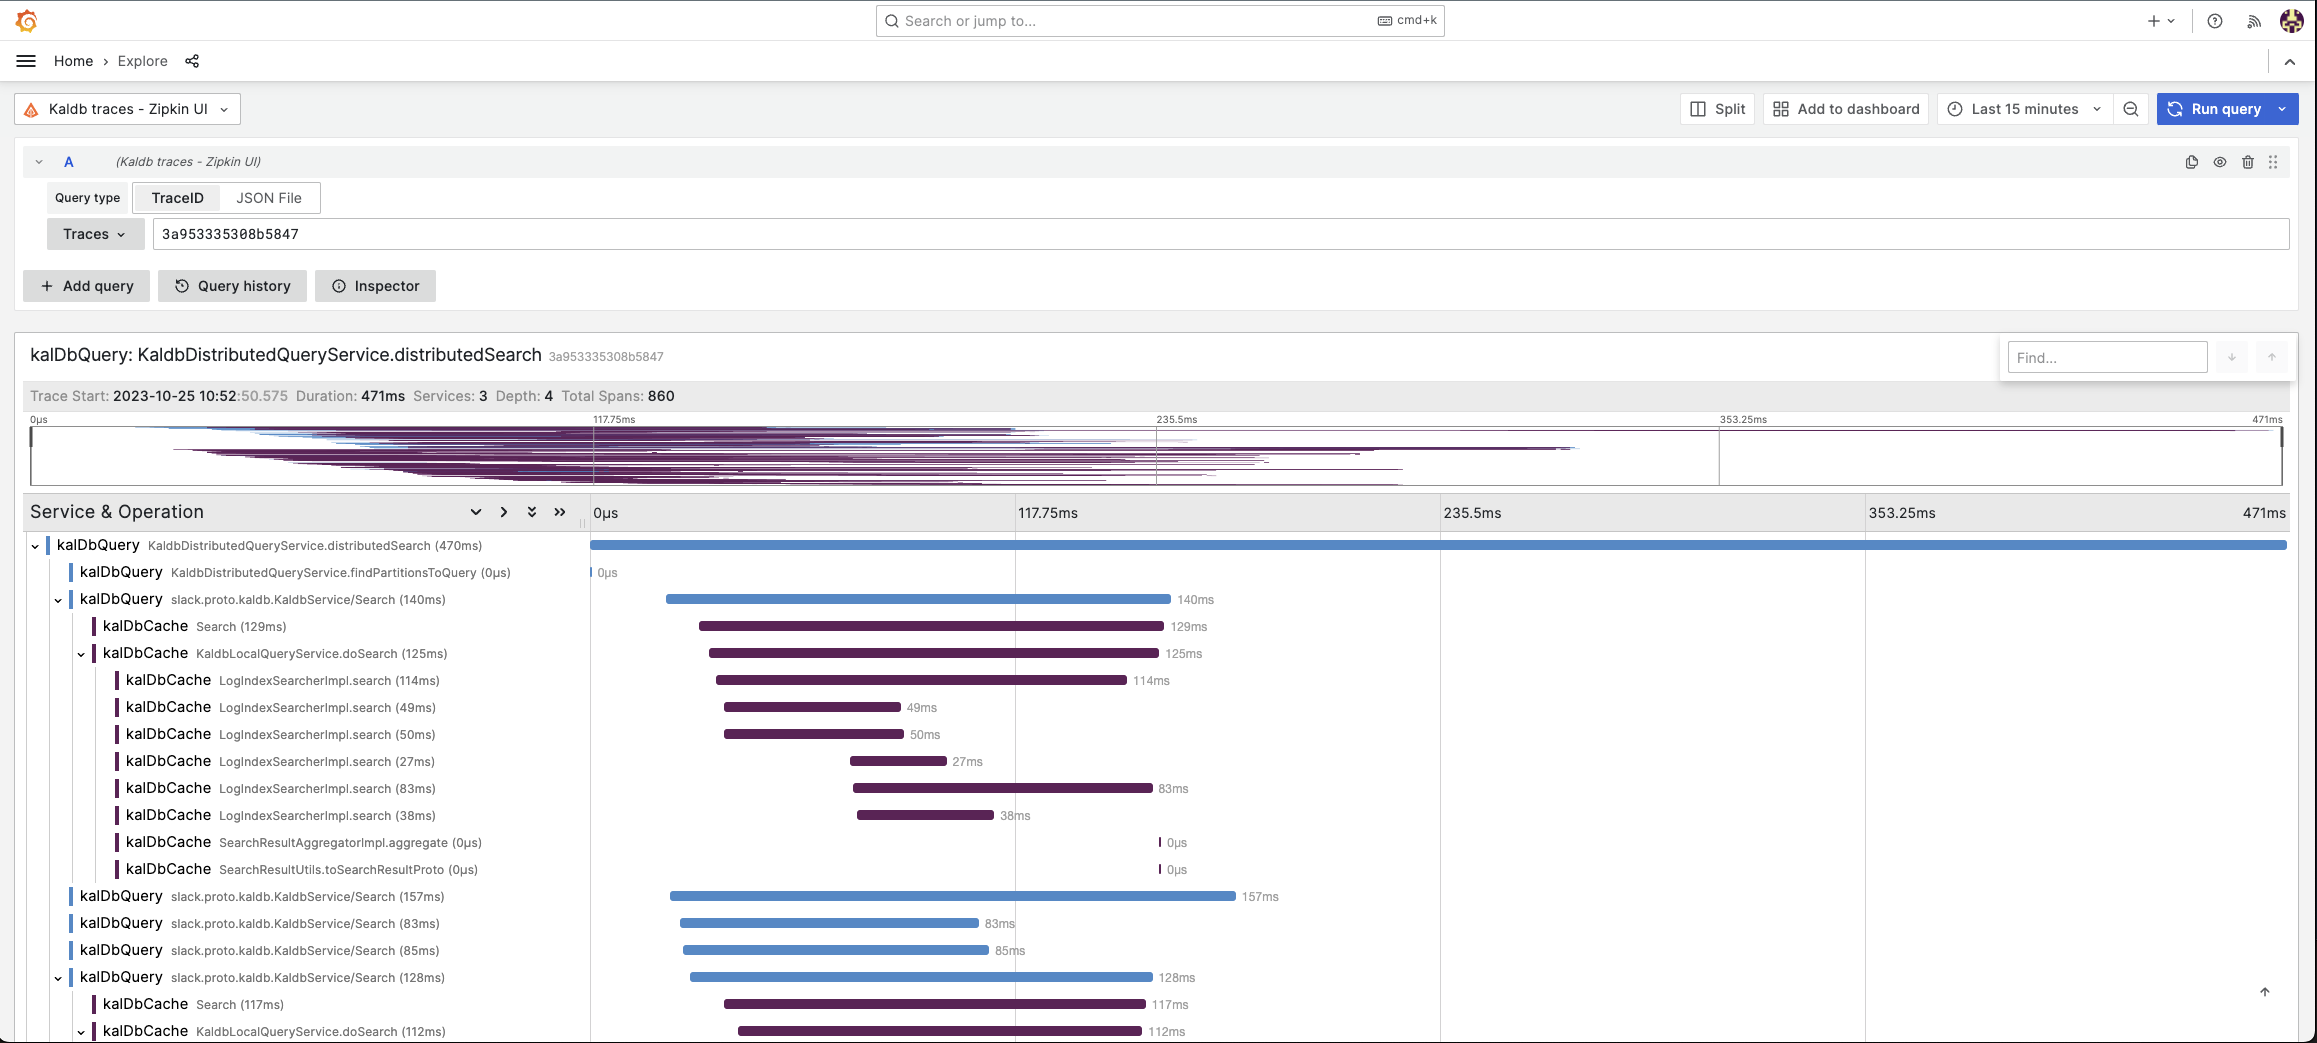 Search or jump to...
cmd+k
Home › Explore
Kaldb traces - Zipkin UI
Split
Add to dashboard
Last 15 minutes
Run query
A (Kaldb traces - Zipkin UI)
Query type TraceID JSON File
Traces 3a953335308b5847
+ Add query Query history Inspector
kalDbQuery: KaldbDistributedQueryService.distributedSearch 3a953335308b5847
Find...
Trace Start: 2023-10-25 10:52:50.575 Duration: 471ms Services: 3 Depth: 4 Total Spans: 860
0μs 117.75ms 235.5ms 353.25ms 471ms
Service & Operation 0μs 117.75ms 235.5ms 353.25ms 471ms
kalDbQuery KaldbDistributedQueryService.distributedSearch (470ms)
kalDbQuery KaldbDistributedQueryService.findPartitionsToQuery (0μs) 0μs
kalDbQuery slack.proto.kaldb.KaldbService/Search (140ms) 140ms
kalDbCache Search (129ms) 129ms
kalDbCache KaldbLocalQueryService.doSearch (125ms) 125ms
kalDbCache LogIndexSearcherImpl.search (114ms) 114ms
kalDbCache LogIndexSearcherImpl.search (49ms) 49ms
kalDbCache LogIndexSearcherImpl.search (50ms) 50ms
kalDbCache LogIndexSearcherImpl.search (27ms) 27ms
kalDbCache LogIndexSearcherImpl.search (83ms) 83ms
kalDbCache LogIndexSearcherImpl.search (38ms) 38ms
kalDbCache SearchResultAggregatorImpl.aggregate (0μs) 0μs
kalDbCache SearchResultUtils.toSearchResultProto (0μs) 0μs
kalDbQuery slack.proto.kaldb.KaldbService/Search (157ms) 157ms
kalDbQuery slack.proto.kaldb.KaldbService/Search (83ms) 83ms
kalDbQuery slack.proto.kaldb.KaldbService/Search (85ms) 85ms
kalDbQuery slack.proto.kaldb.KaldbService/Search (128ms) 128ms
kalDbCache Search (117ms) 117ms
kalDbCache KaldbLocalQueryService.doSearch (112ms) 112ms